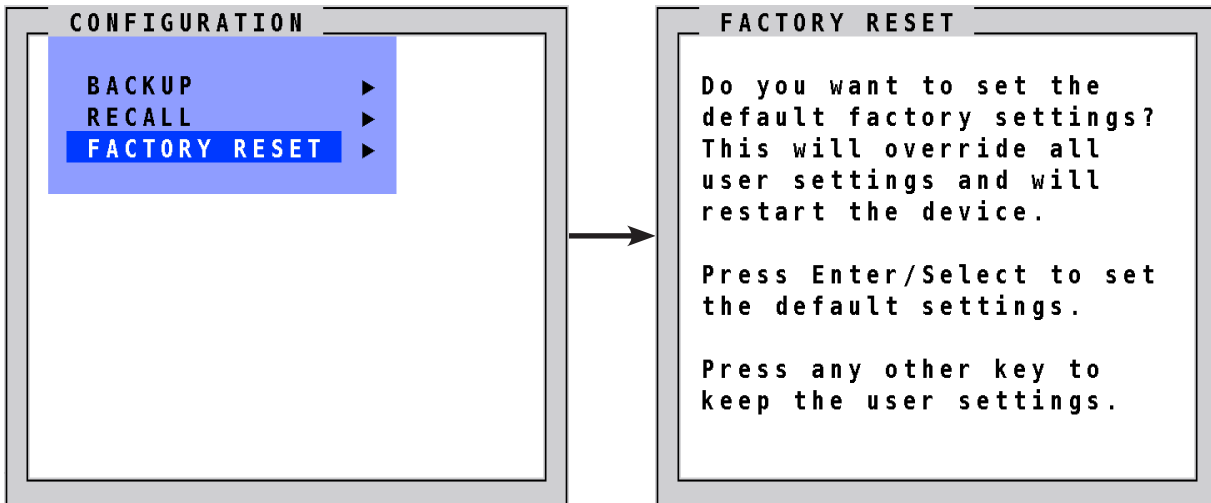 CONFIGURATION
BACKUP
RECALL
FACTORY RESET
FACTORY RESET
Do you want to set the
default factory settings?
This will override all
user settings and will
restart the device.
Press Enter/Select to set
the default settings.
Press any other key to
keep the user settings.